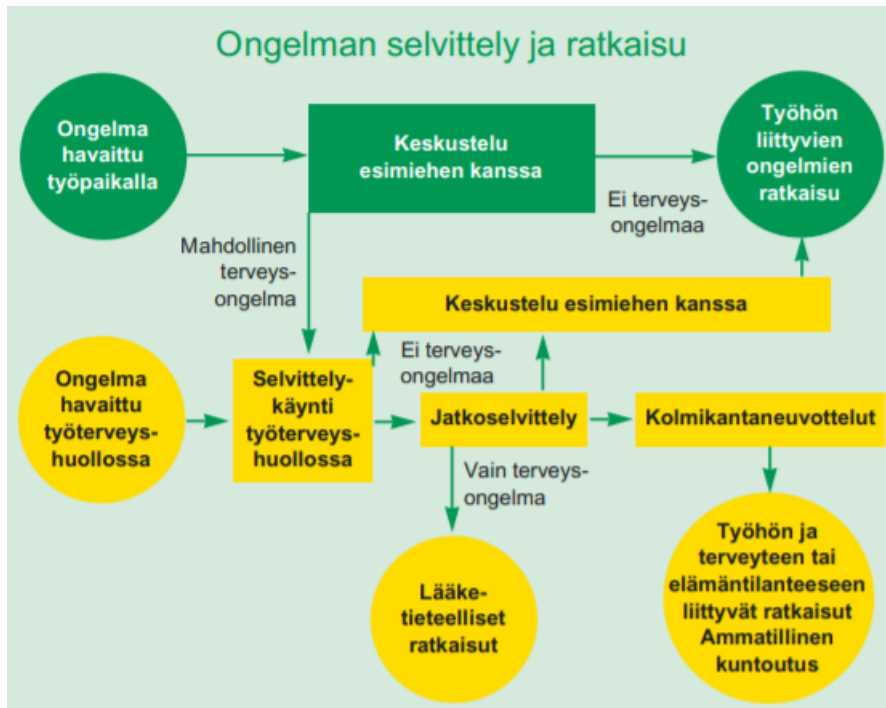 Ongelman selvittely ja ratkaisu
Ongelma
havaittu
työpaikalla
Keskustelu
esimiehen kanssa
Työhön
liittyvien
ongelmien
ratkaisu
Ei terveys-
ongelmaa
Mahdollinen
terveys-
ongelma
Keskustelu esimiehen kanssa
Ongelma
havaittu
työterveys-
huollossa
Selvittely-
käynti
työterveys-
huollossa
Ei terveys-
ongelmaa
Jatkoselvittely
Kolmikantaneuvottelut
Vain terveys-
ongelma
Lääke-
tieteelliset
ratkaisut
Työhön ja
terveyteen tai
elämäntilanteeseen
liittyvät ratkaisut
Ammatillinen
kuntoutus